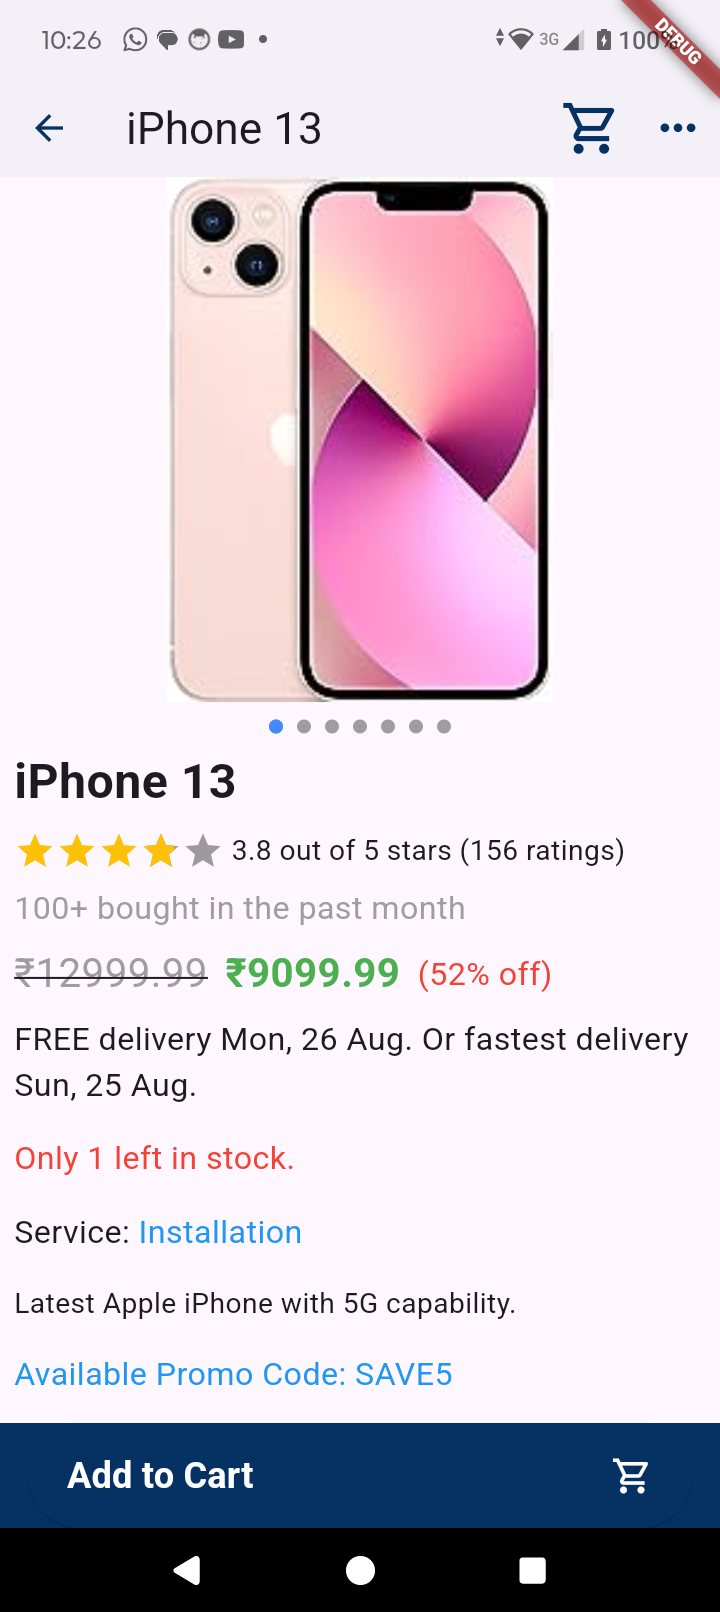 10:26 3G 100%
DEBUG
iPhone 13
iPhone 13
3.8 out of 5 stars (156 ratings)
100+ bought in the past month
₹12999.99 ₹9099.99 (52% off)
FREE delivery Mon, 26 Aug. Or fastest delivery
Sun, 25 Aug.
Only 1 left in stock.
Service: Installation
Latest Apple iPhone with 5G capability.
Available Promo Code: SAVE5
Add to Cart